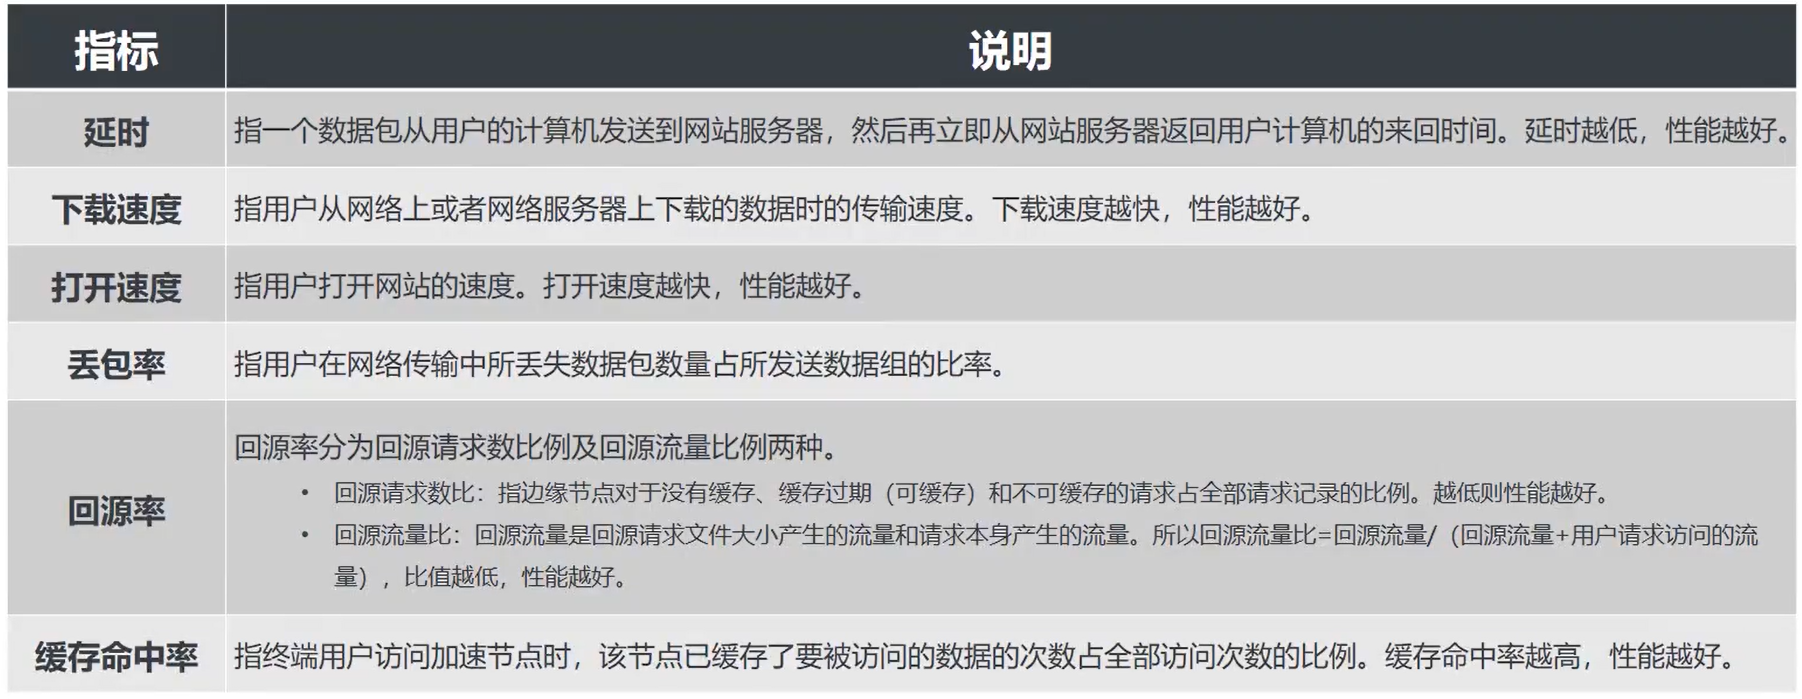 指标
说明
延时
指一个数据包从用户的计算机发送到网站服务器，然后再立即从网站服务器返回用户计算机的来回时间。延时越低，性能越好。
下载速度
指用户从网络上或者网络服务器上下载的数据时的传输速度。下载速度越快，性能越好。
打开速度
指用户打开网站的速度。打开速度越快，性能越好。
丢包率
指用户在网络传输中所丢失数据包数量占所发送数据组的比率。
回源率
回源率分为回源请求数比例及回源流量比例两种。
• 回源请求数比：指边缘节点对于没有缓存、缓存过期（可缓存）和不可缓存的请求占全部请求记录的比例。越低则性能越好。
• 回源流量比：回源流量是回源请求文件大小产生的流量和请求本身产生的流量。所以回源流量比=回源流量/（回源流量+用户请求访问的流
量），比值越低，性能越好。
缓存命中率
指终端用户访问加速节点时，该节点已缓存了要被访问的数据的次数占全部访问次数的比例。缓存命中率越高，性能越好。